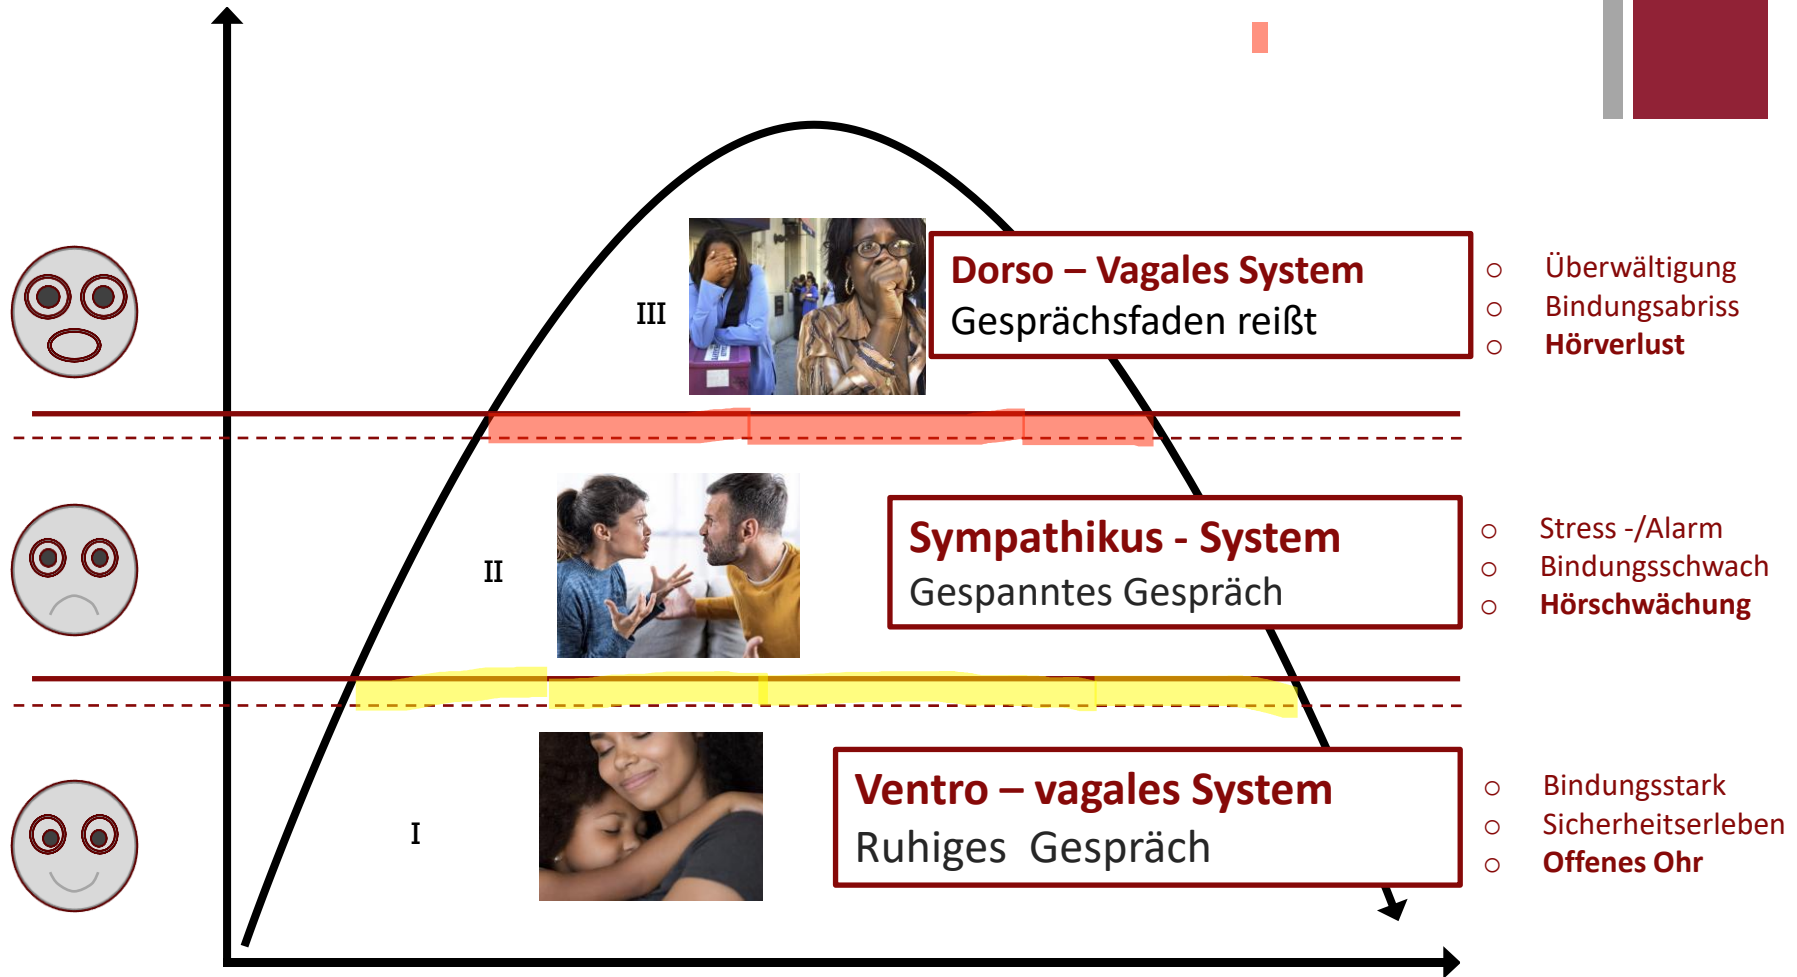 III
Dorso – Vagales System
Gesprächsfaden reißt
o Überwältigung
o Bindungsabriss
o Hörverlust
II
Sympathikus - System
Gespanntes Gespräch
o Stress -/Alarm
o Bindungsschwach
o Hörschwächung
I
Ventro – vagales System
Ruhiges Gespräch
o Bindungsstark
o Sicherheitserleben
o Offenes Ohr